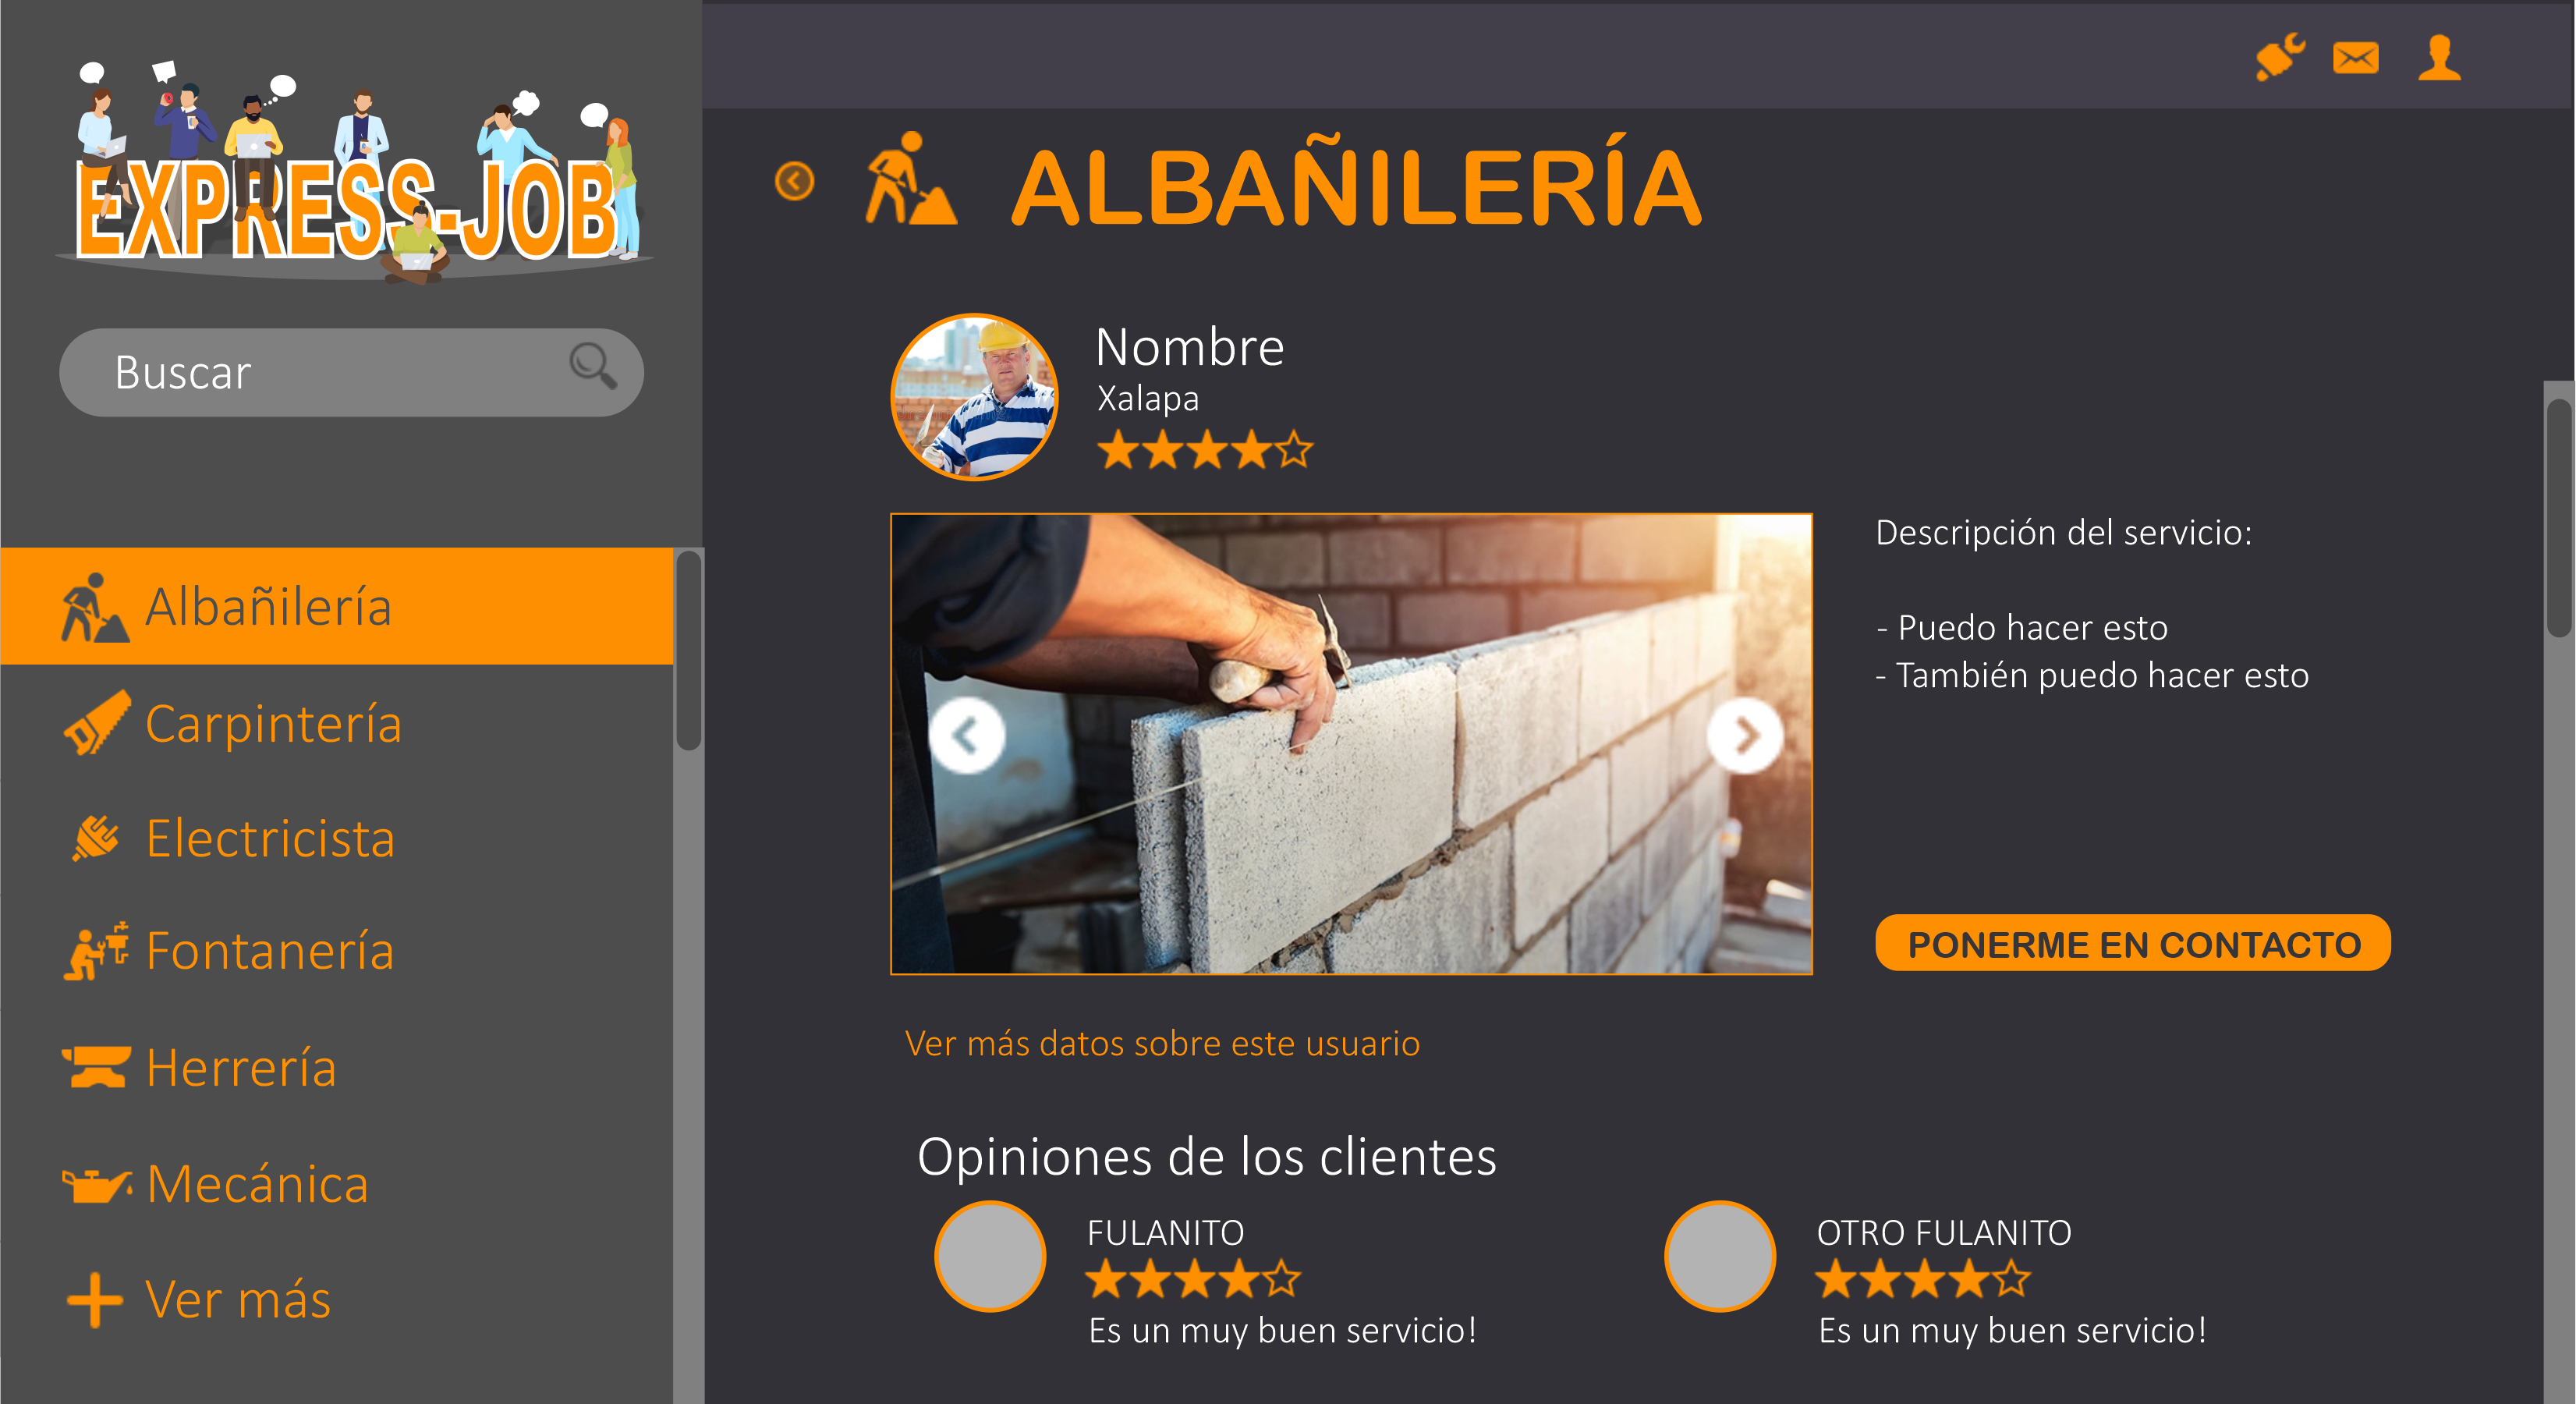 EXPRESS-JOB
Buscar
Albañilería
Carpintería
Electricista
Fontanería
Herrería
Mecánica
Ver más
ALBAÑILERÍA
Nombre
Xalapa
Descripción del servicio:
- Puedo hacer esto
- También puedo hacer esto
PONERME EN CONTACTO
Ver más datos sobre este usuario
Opiniones de los clientes
FULANITO
Es un muy buen servicio!
OTRO FULANITO
Es un muy buen servicio!